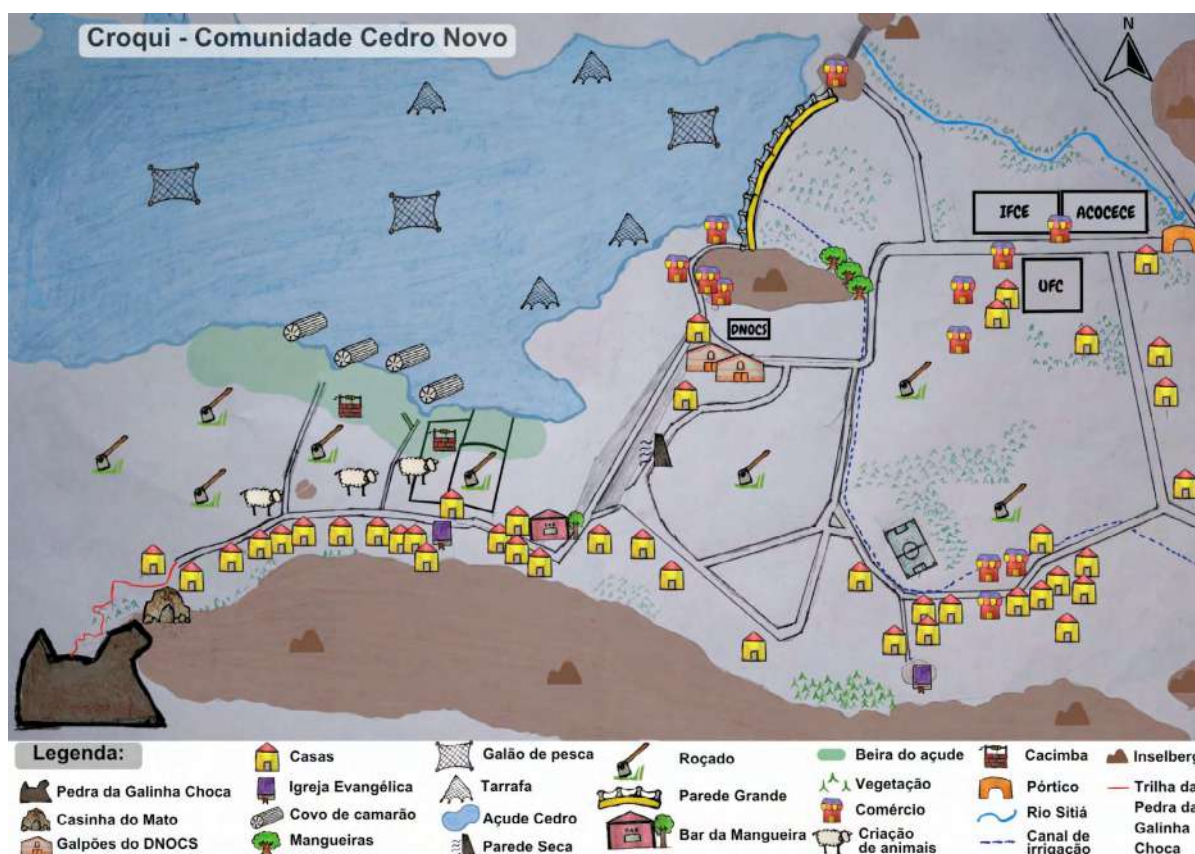 Croqui - Comunidade Cedro Novo
N
IFCE
ACOCECE
UFC
DNOCS
BAR
Legenda:
Pedra da Galinha Choca
Casinha do Mato
Galpões do DNOCS
Casas
Igreja Evangélica
Covo de camarão
Mangueiras
Galão de pesca
Tarrafa
Açude Cedro
Parede Seca
Roçado
Parede Grande
BAR
Bar da Mangueira
Beira do açude
Vegetação
Comércio
Criação
de animais
Cacimba
Pórtico
Rio Sitiá
Canal de
irrigação
Inselberg
Trilha da
Pedra da
Galinha
Choca